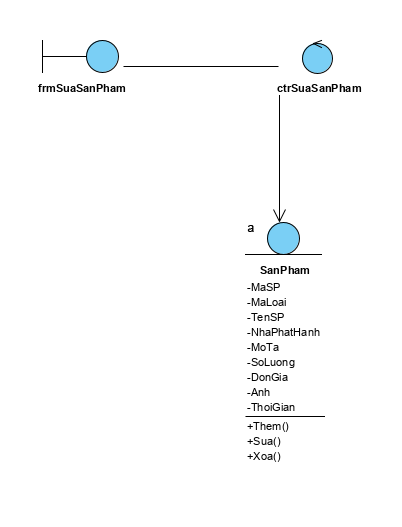 frmSuaSanPham
ctrSuaSanPham
a
SanPham
-MaSP
-MaLoai
-TenSP
-NhaPhatHanh
-MoTa
-SoLuong
-DonGia
-Anh
-ThoiGian
+Them()
+Sua()
+Xoa()